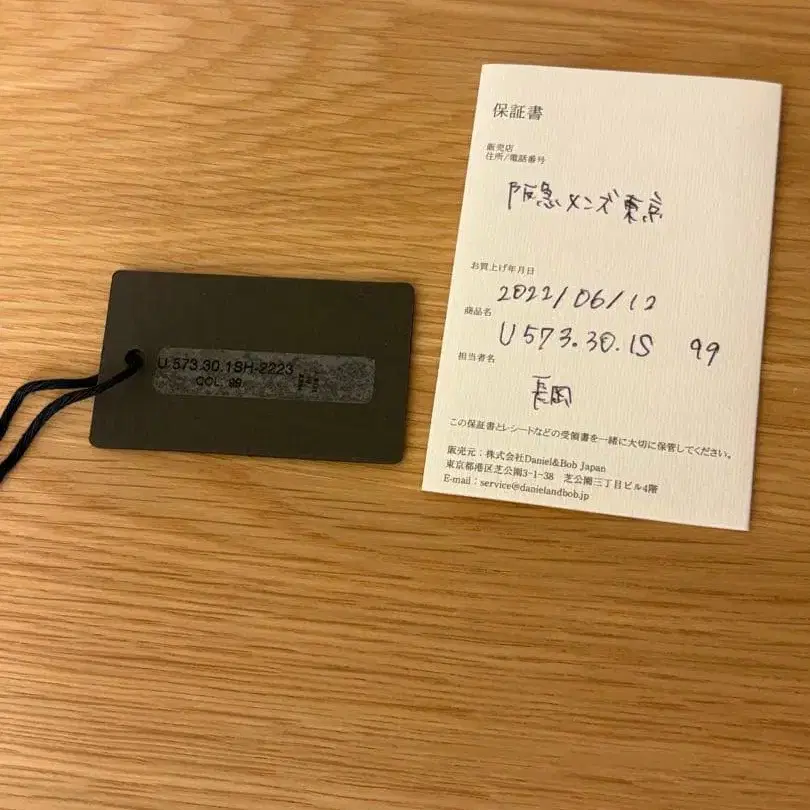 U 573.30.1SH-2223
COL. 99
保証書
販売店
住所/電話番号
阪急メンズ東京
お買上げ年月日
2022/06/12
商品名
U573.30.1S 99
担当者名
長岡
この保証書とレシートなどの受領書を一緒に大切に保管してください。
販売元：株式会社Daniel&Bob Japan
東京都港区芝公園3-1-38 芝公園三丁目ビル4階
E-mail : service@danielandbob.jp